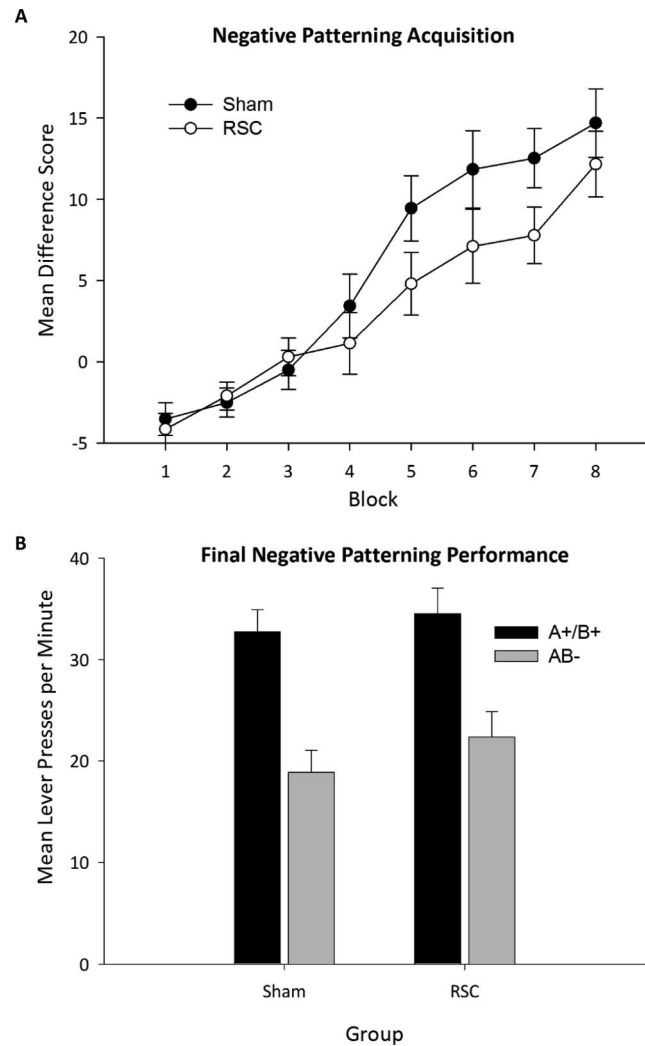 A
Negative Patterning Acquisition
20
15
10
5
0
-5
Mean Difference Score
Sham
RSC
1 2 3 4 5 6 7 8
Block
B
Final Negative Patterning Performance
40
30
20
10
0
Mean Lever Presses per Minute
A+/B+
AB-
Sham RSC
Group